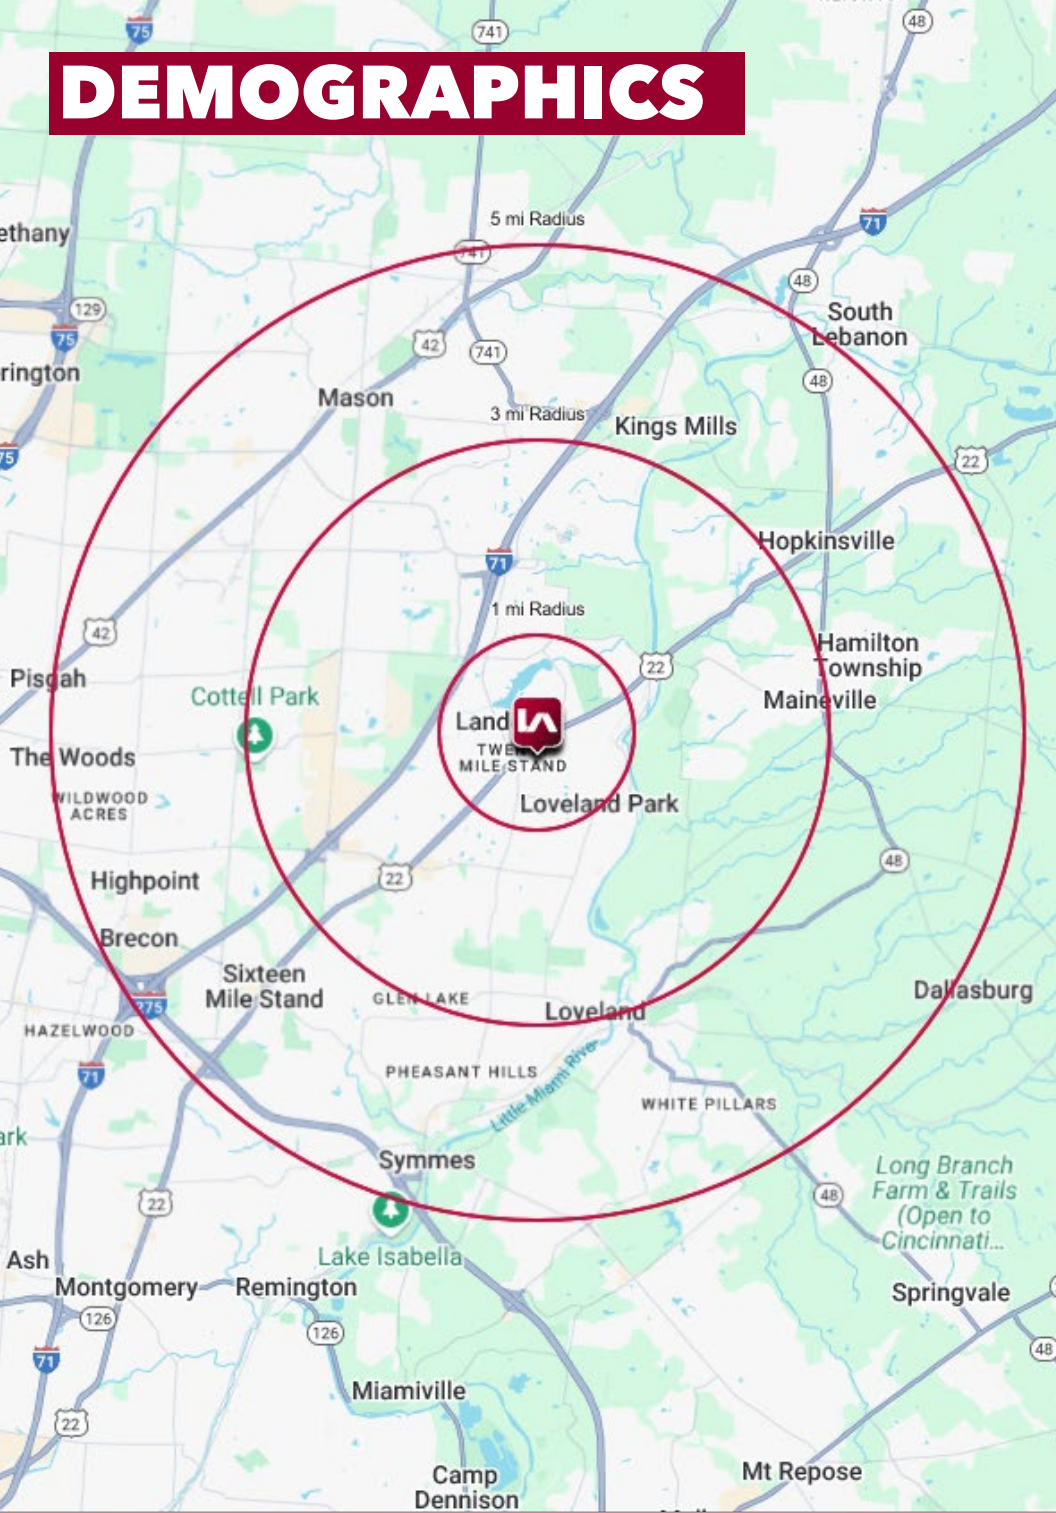 75
741
48
DEMOGRAPHICS
5 mi Radius
71
ethany
741
48
129
South
Lebanon
75
42
741
rrington
48
Mason
3 mi Radius
Kings Mills
75
22
Hopkinsville
71
1 mi Radius
42
Hamilton
Township
22
Pisgah
Cottell Park
Maineville
Land
LA
TWE
MILE STAND
The Woods
WILDWOOD
ACRES
Loveland Park
48
Highpoint
22
Brecon
Sixteen
Mile Stand
GLEN LAKE
Dallasburg
275
Loveland
HAZELWOOD
71
PHEASANT HILLS
Little Miami River
WHITE PILLARS
ark
Symmes
Long Branch
Farm & Trails
(Open to
Cincinnati...
48
22
Lake Isabella
Ash
Montgomery
Remington
Springvale
126
126
48
71
Miamiville
22
Camp
Dennison
Mt Repose